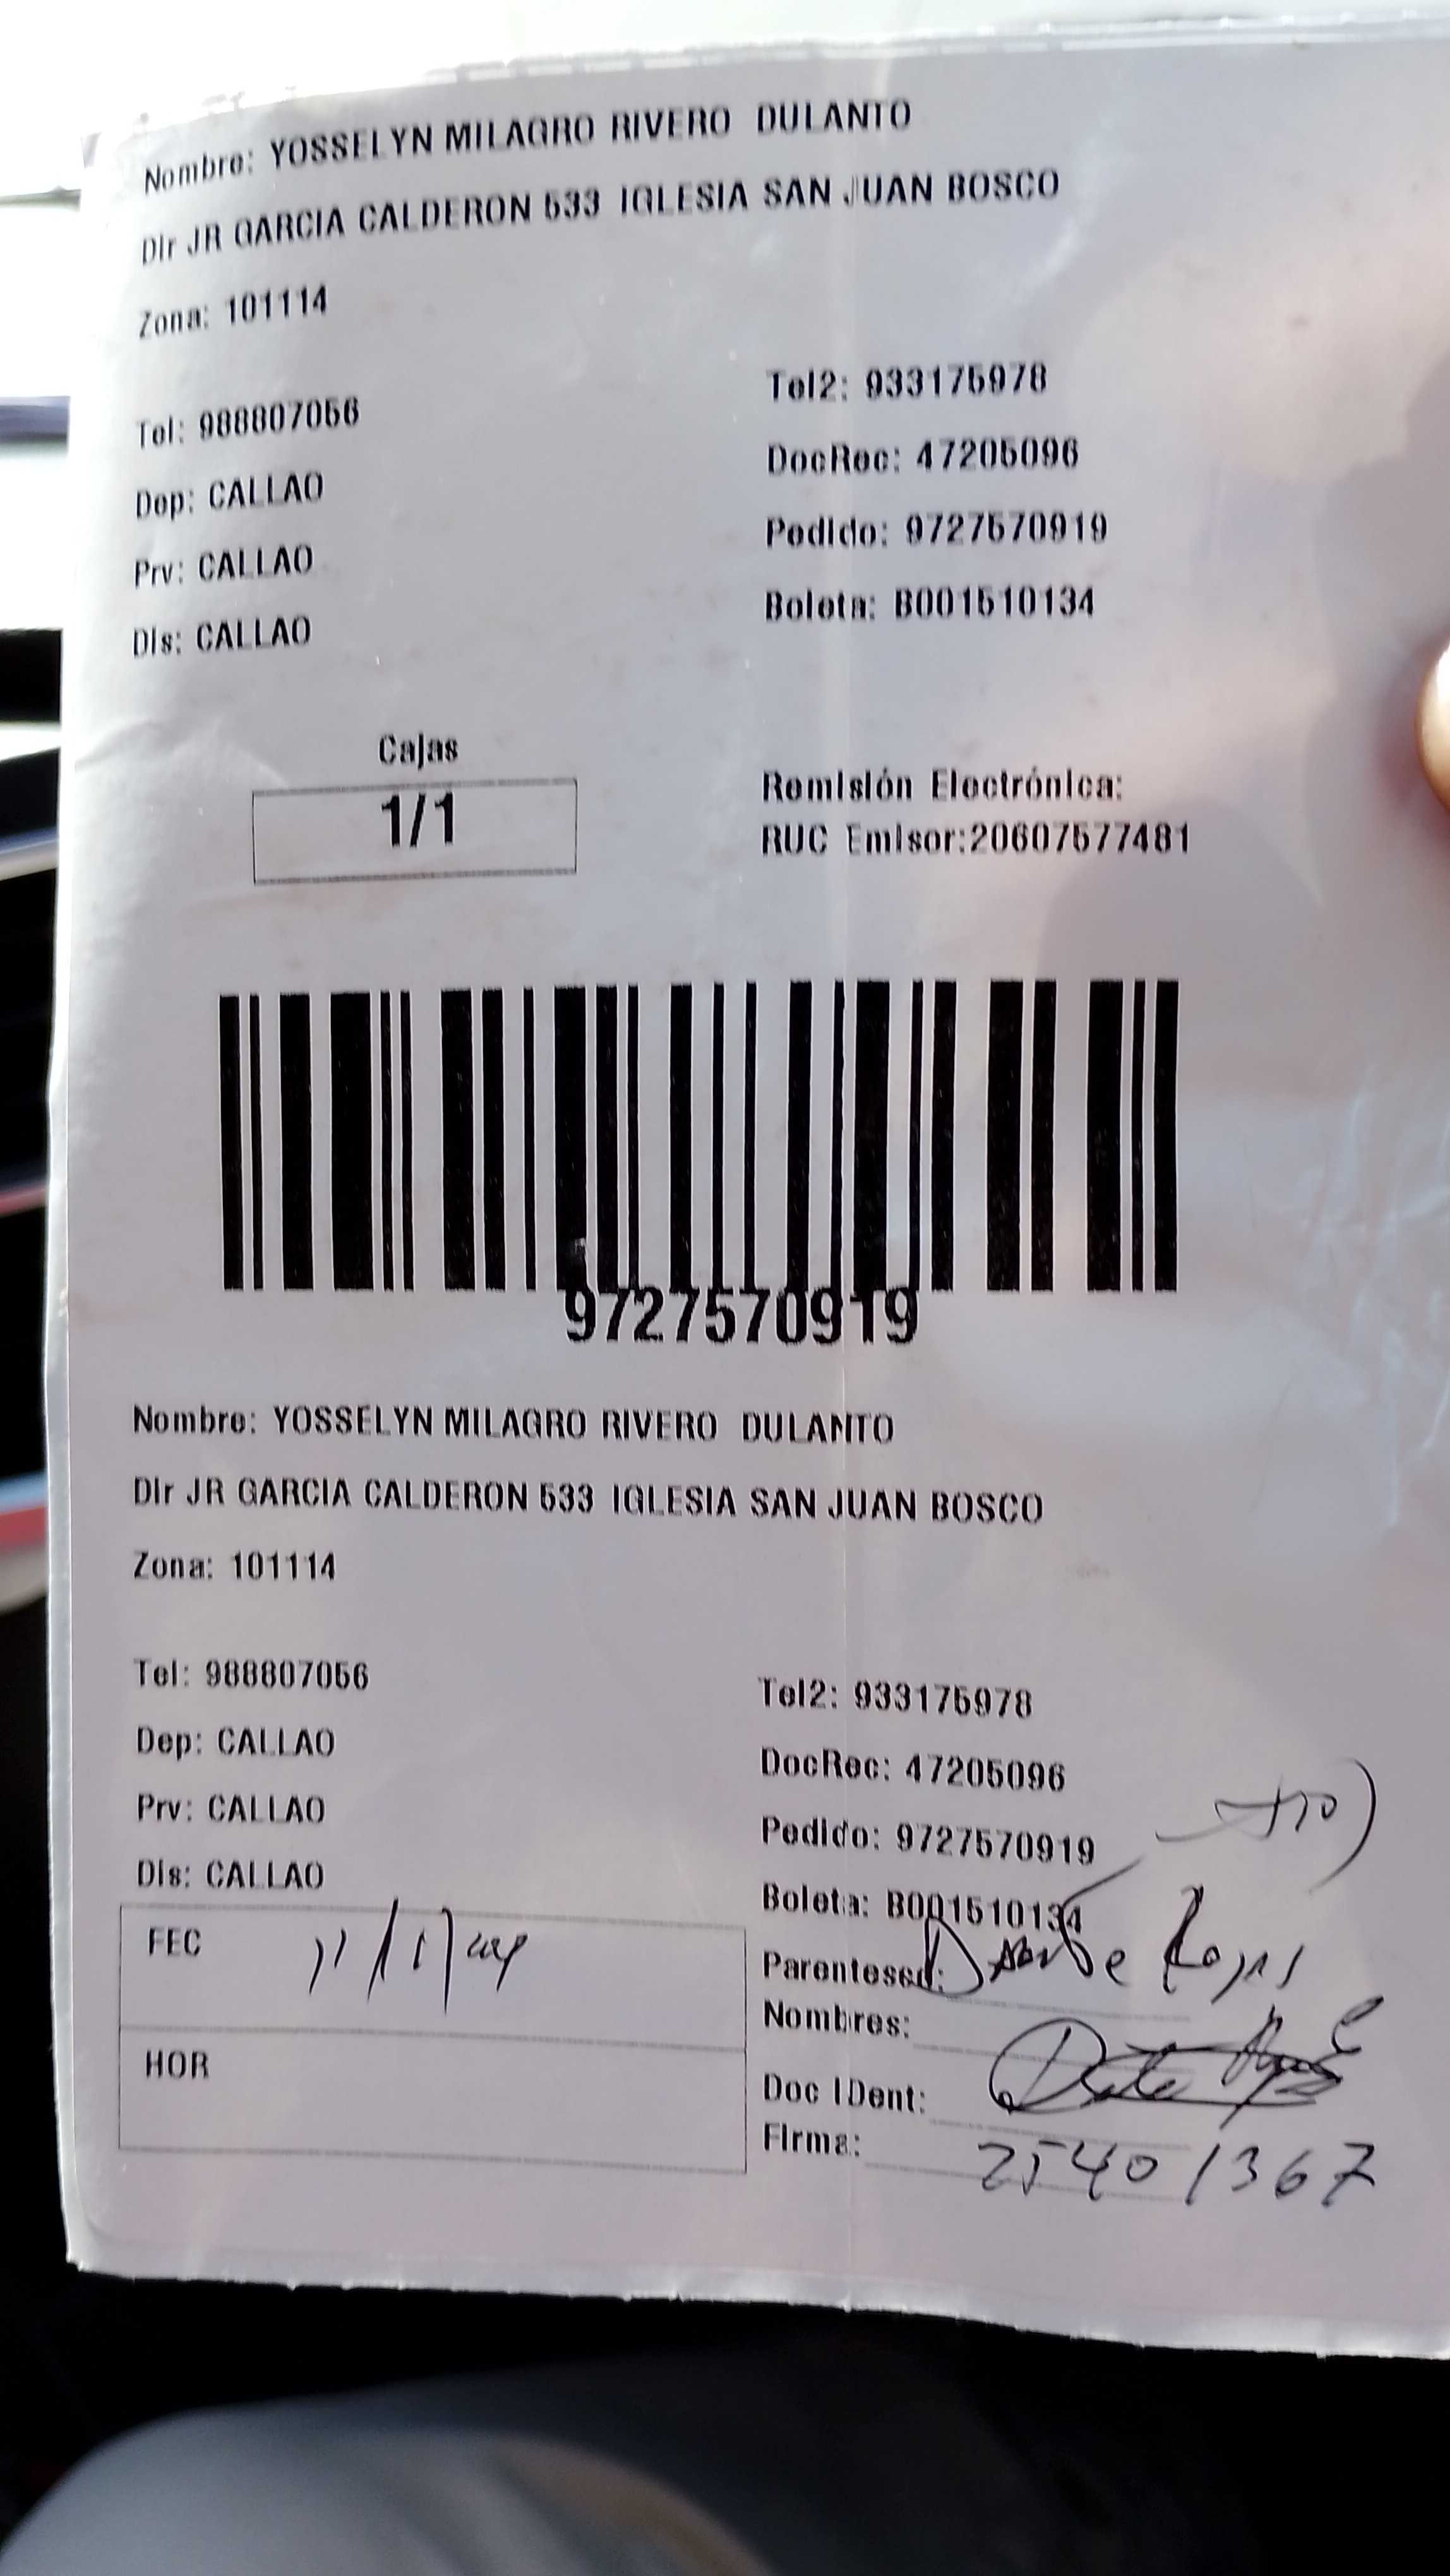 Nombre: YOSSELYN MILAGRO RIVERO DULANTO
Dir JR GARCIA CALDERON 533 IGLESIA SAN JUAN BOSCO
Zona: 101114
Tel: 988807056
Tel2: 933175978
Dep: CALLAO
DocRec: 47205096
Prv: CALLAO
Pedido: 9727570919
Dis: CALLAO
Boleta: B001510134
Cajas
1/1
Remisión Electrónica:
RUC Emisor:20607577481
9727570919
Nombre: YOSSELYN MILAGRO RIVERO DULANTO
Dir JR GARCIA CALDERON 533 IGLESIA SAN JUAN BOSCO
Zona: 101114
Tel: 988807056
Tel2: 933175978
Dep: CALLAO
DocRec: 47205096
Prv: CALLAO
Pedido: 9727570919
Dis: CALLAO
Boleta: B001510134
FEC
Parentesco:
Nombres:
HOR
Doc IDent:
Firma: 25401367